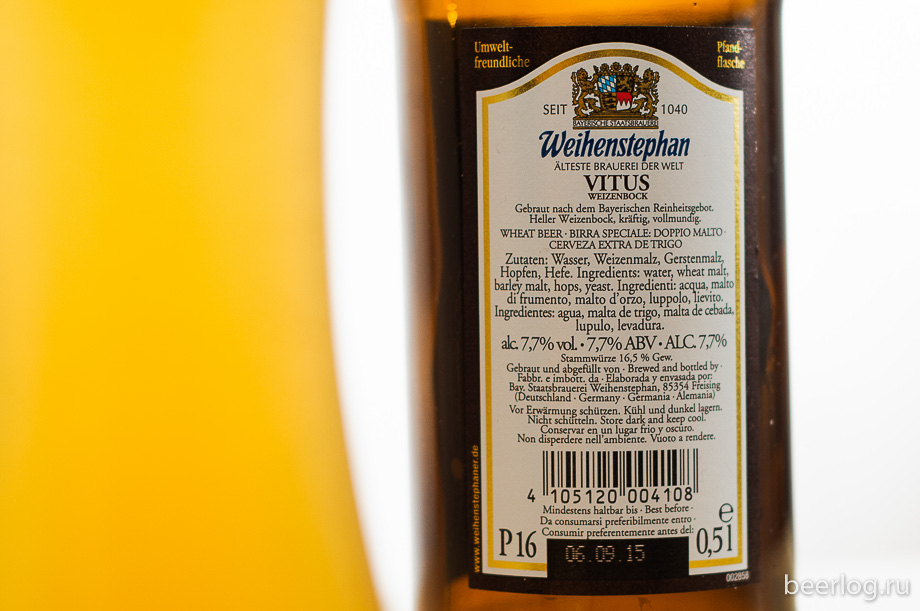 Umwelt-
freundliche
Pfand-
flasche
SEIT 1040
BAYERISCHE STAATSBRAUEREI
Weihenstephan
ÄLTESTE BRAUEREI DER WELT
VITUS
WEIZENBOCK
Gebraut nach dem Bayerischen Reinheitsgebot.
Heller Weizenbock, kräftig, vollmundig.
WHEAT BEER · BIRRA SPECIALE: DOPPIO MALTO ·
CERVEZA EXTRA DE TRIGO
Zutaten: Wasser, Weizenmalz, Gerstenmalz,
Hopfen, Hefe. Ingredients: water, wheat malt,
barley malt, hops, yeast. Ingredienti: acqua, malto
di frumento, malto d'orzo, luppolo, lievito.
Ingredientes: agua, malta de trigo, malta de cebada,
lupulo, levadura.
alc. 7,7% vol. · 7,7% ABV · ALC. 7,7%
Stammwürze 16,5 % Gew.
Gebraut und abgefüllt von · Brewed and bottled by ·
Fabbr. e imbott. da · Elaborada y envasada por:
Bay. Staatsbrauerei Weihenstephan, 85354 Freising
(Deutschland · Germany · Germania · Alemania)
Vor Erwärmung schützen. Kühl und dunkel lagern.
Nicht schütteln. Store dark and keep cool.
Conservar en un lugar frio y oscuro.
Non disperdere nell'ambiente. Vuoto a rendere.
4 105120 004108
Mindestens haltbar bis · Best before ·
Da consumarsi preferibilmente entro ·
Consumir preferentemente antes del:
P 16
06.09.15
e
0,5 l
www.weihenstephaner.de
002656
beerlog.ru